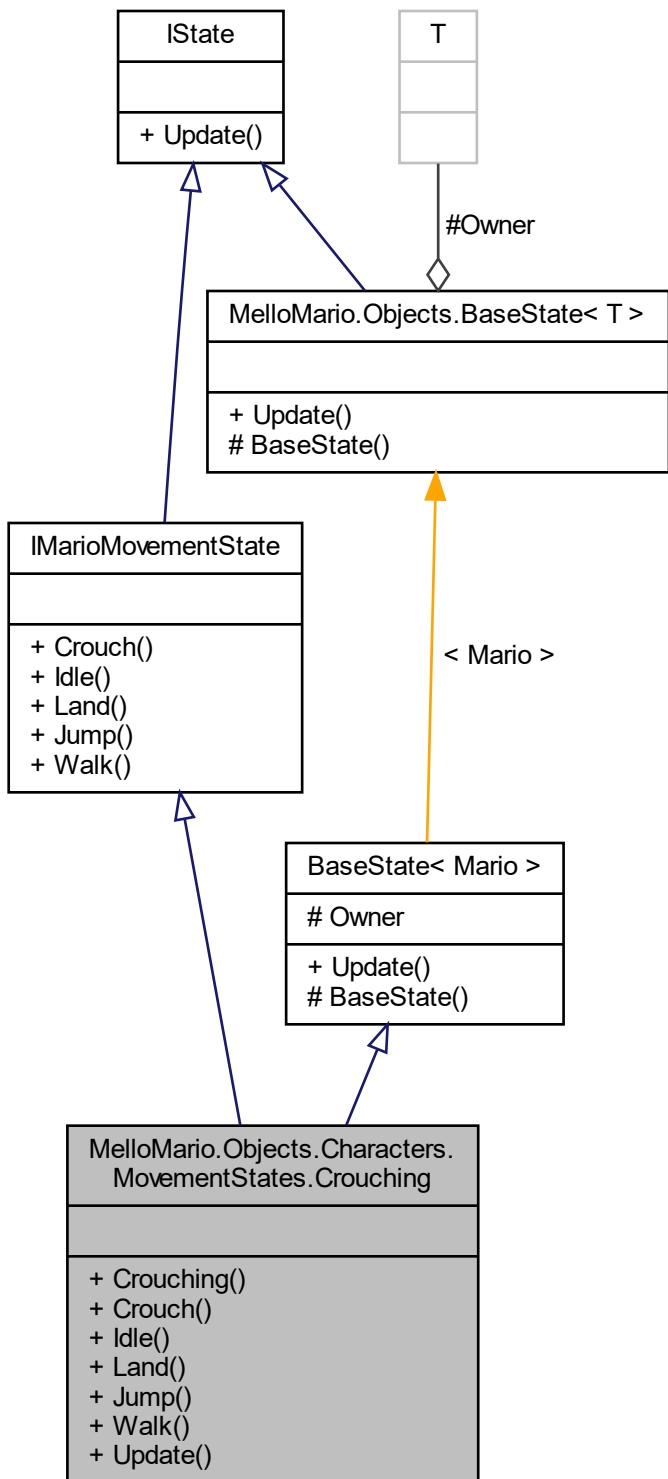 IState
+ Update()
T
#Owner
MelloMario.Objects.BaseState< T >
+ Update()
# BaseState()
IMarioMovementState
+ Crouch()
+ Idle()
+ Land()
+ Jump()
+ Walk()
< Mario >
BaseState< Mario >
# Owner
+ Update()
# BaseState()
MelloMario.Objects.Characters.
MovementStates.Crouching
+ Crouching()
+ Crouch()
+ Idle()
+ Land()
+ Jump()
+ Walk()
+ Update()